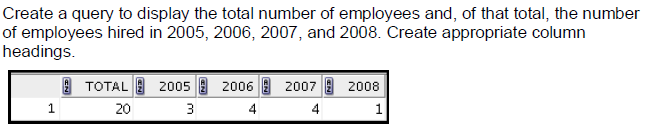 Create a query to display the total number of employees and, of that total, the number
of employees hired in 2005, 2006, 2007, and 2008. Create appropriate column
headings.
TOTAL 2005 2006 2007 2008
1 20 3 4 4 1